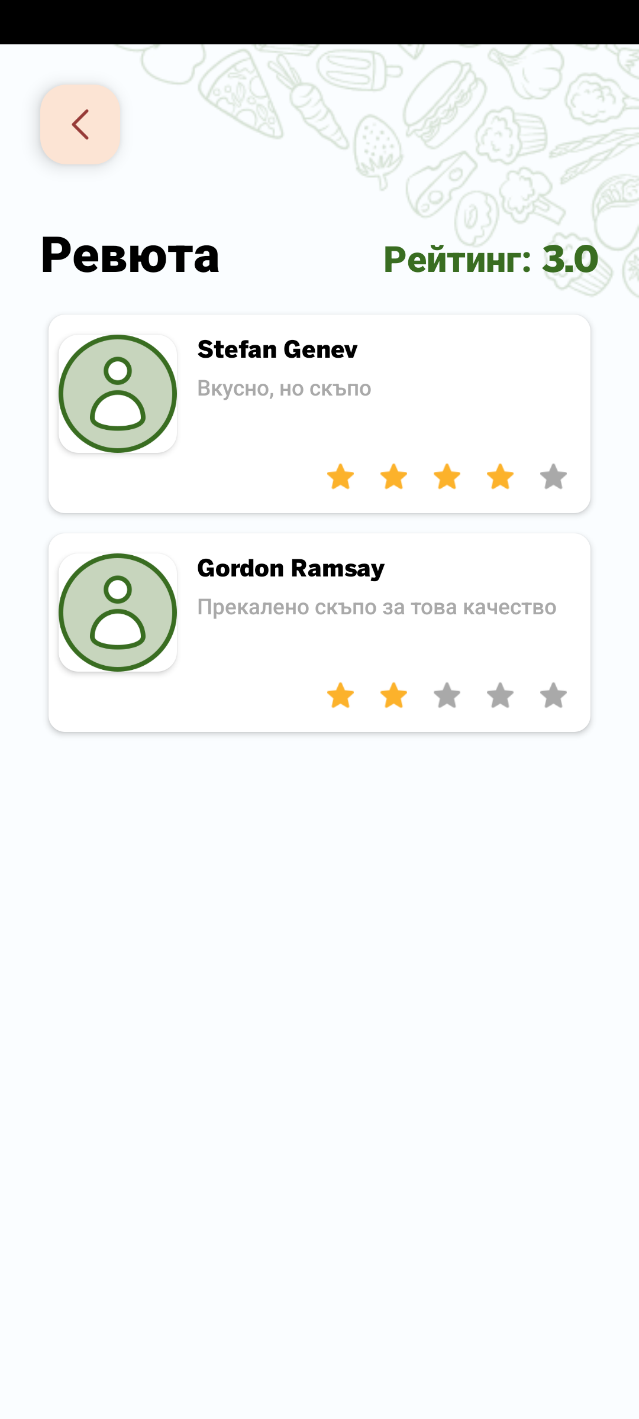 Ревюта
Рейтинг: 3.0
Stefan Genev
Вкусно, но скъпо
Gordon Ramsay
Прекалено скъпо за това качество